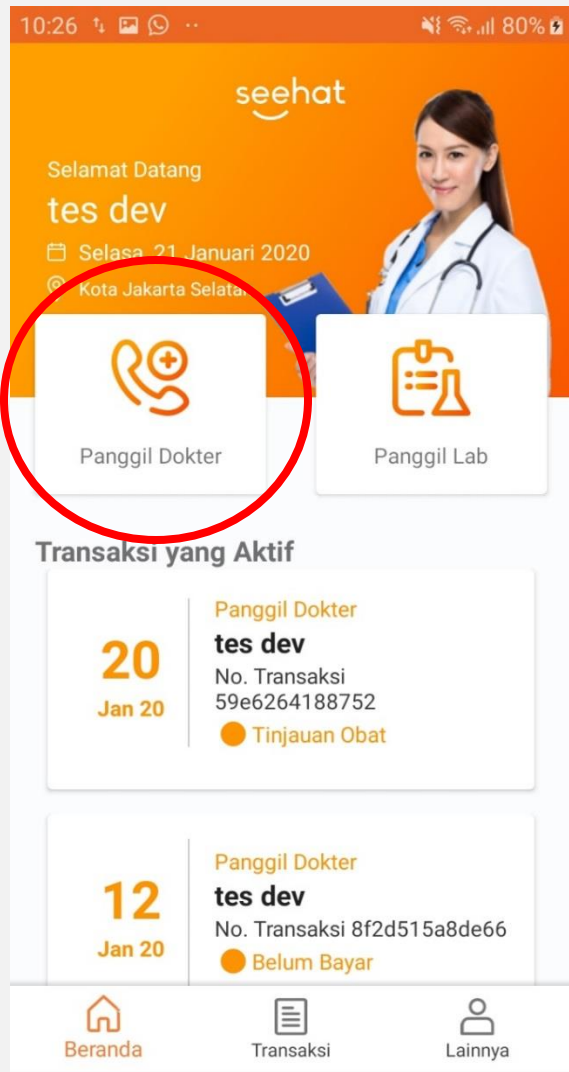 10:26
80%
seehat
Selamat Datang
tes dev
Selasa, 21 Januari 2020
Kota Jakarta Selatan
Panggil Dokter
Panggil Lab
Transaksi yang Aktif
20
Jan 20
Panggil Dokter
tes dev
No. Transaksi
59e6264188752
Tinjauan Obat
12
Jan 20
Panggil Dokter
tes dev
No. Transaksi 8f2d515a8de66
Belum Bayar
Beranda
Transaksi
Lainnya